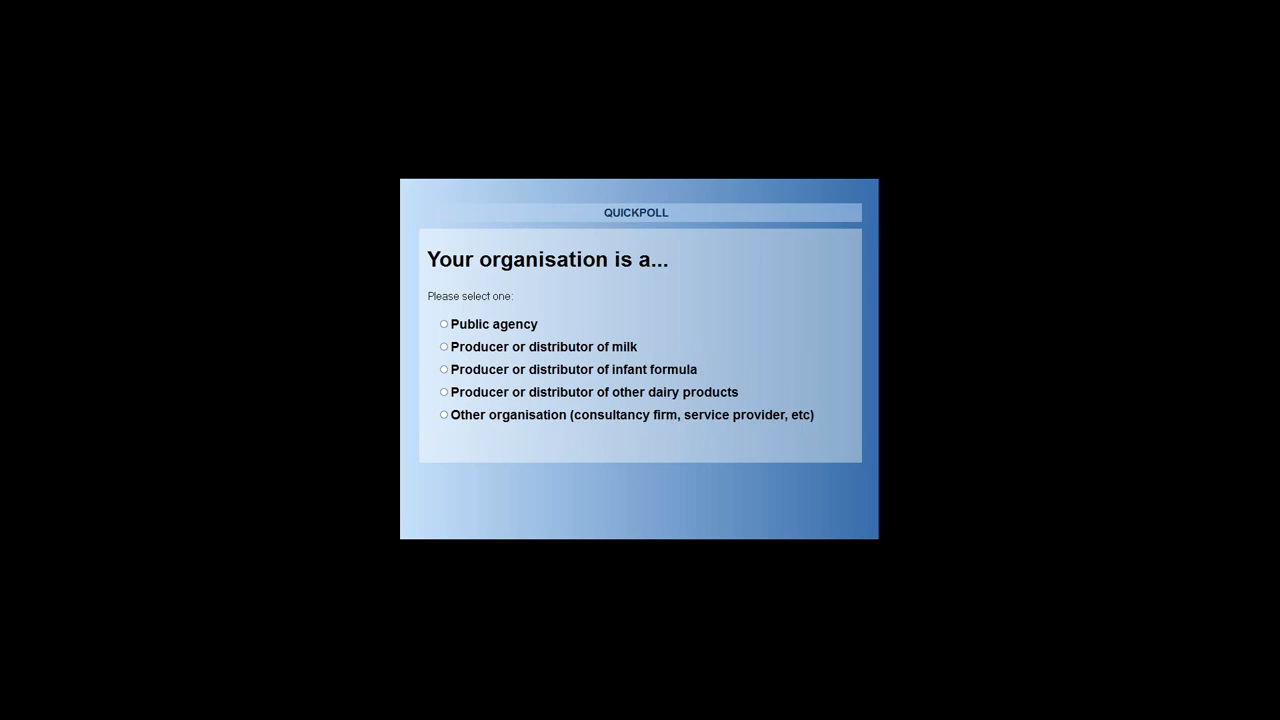 QUICKPOLL
Your organisation is a...
Please select one:
Public agency
Producer or distributor of milk
Producer or distributor of infant formula
Producer or distributor of other dairy products
Other organisation (consultancy firm, service provider, etc)